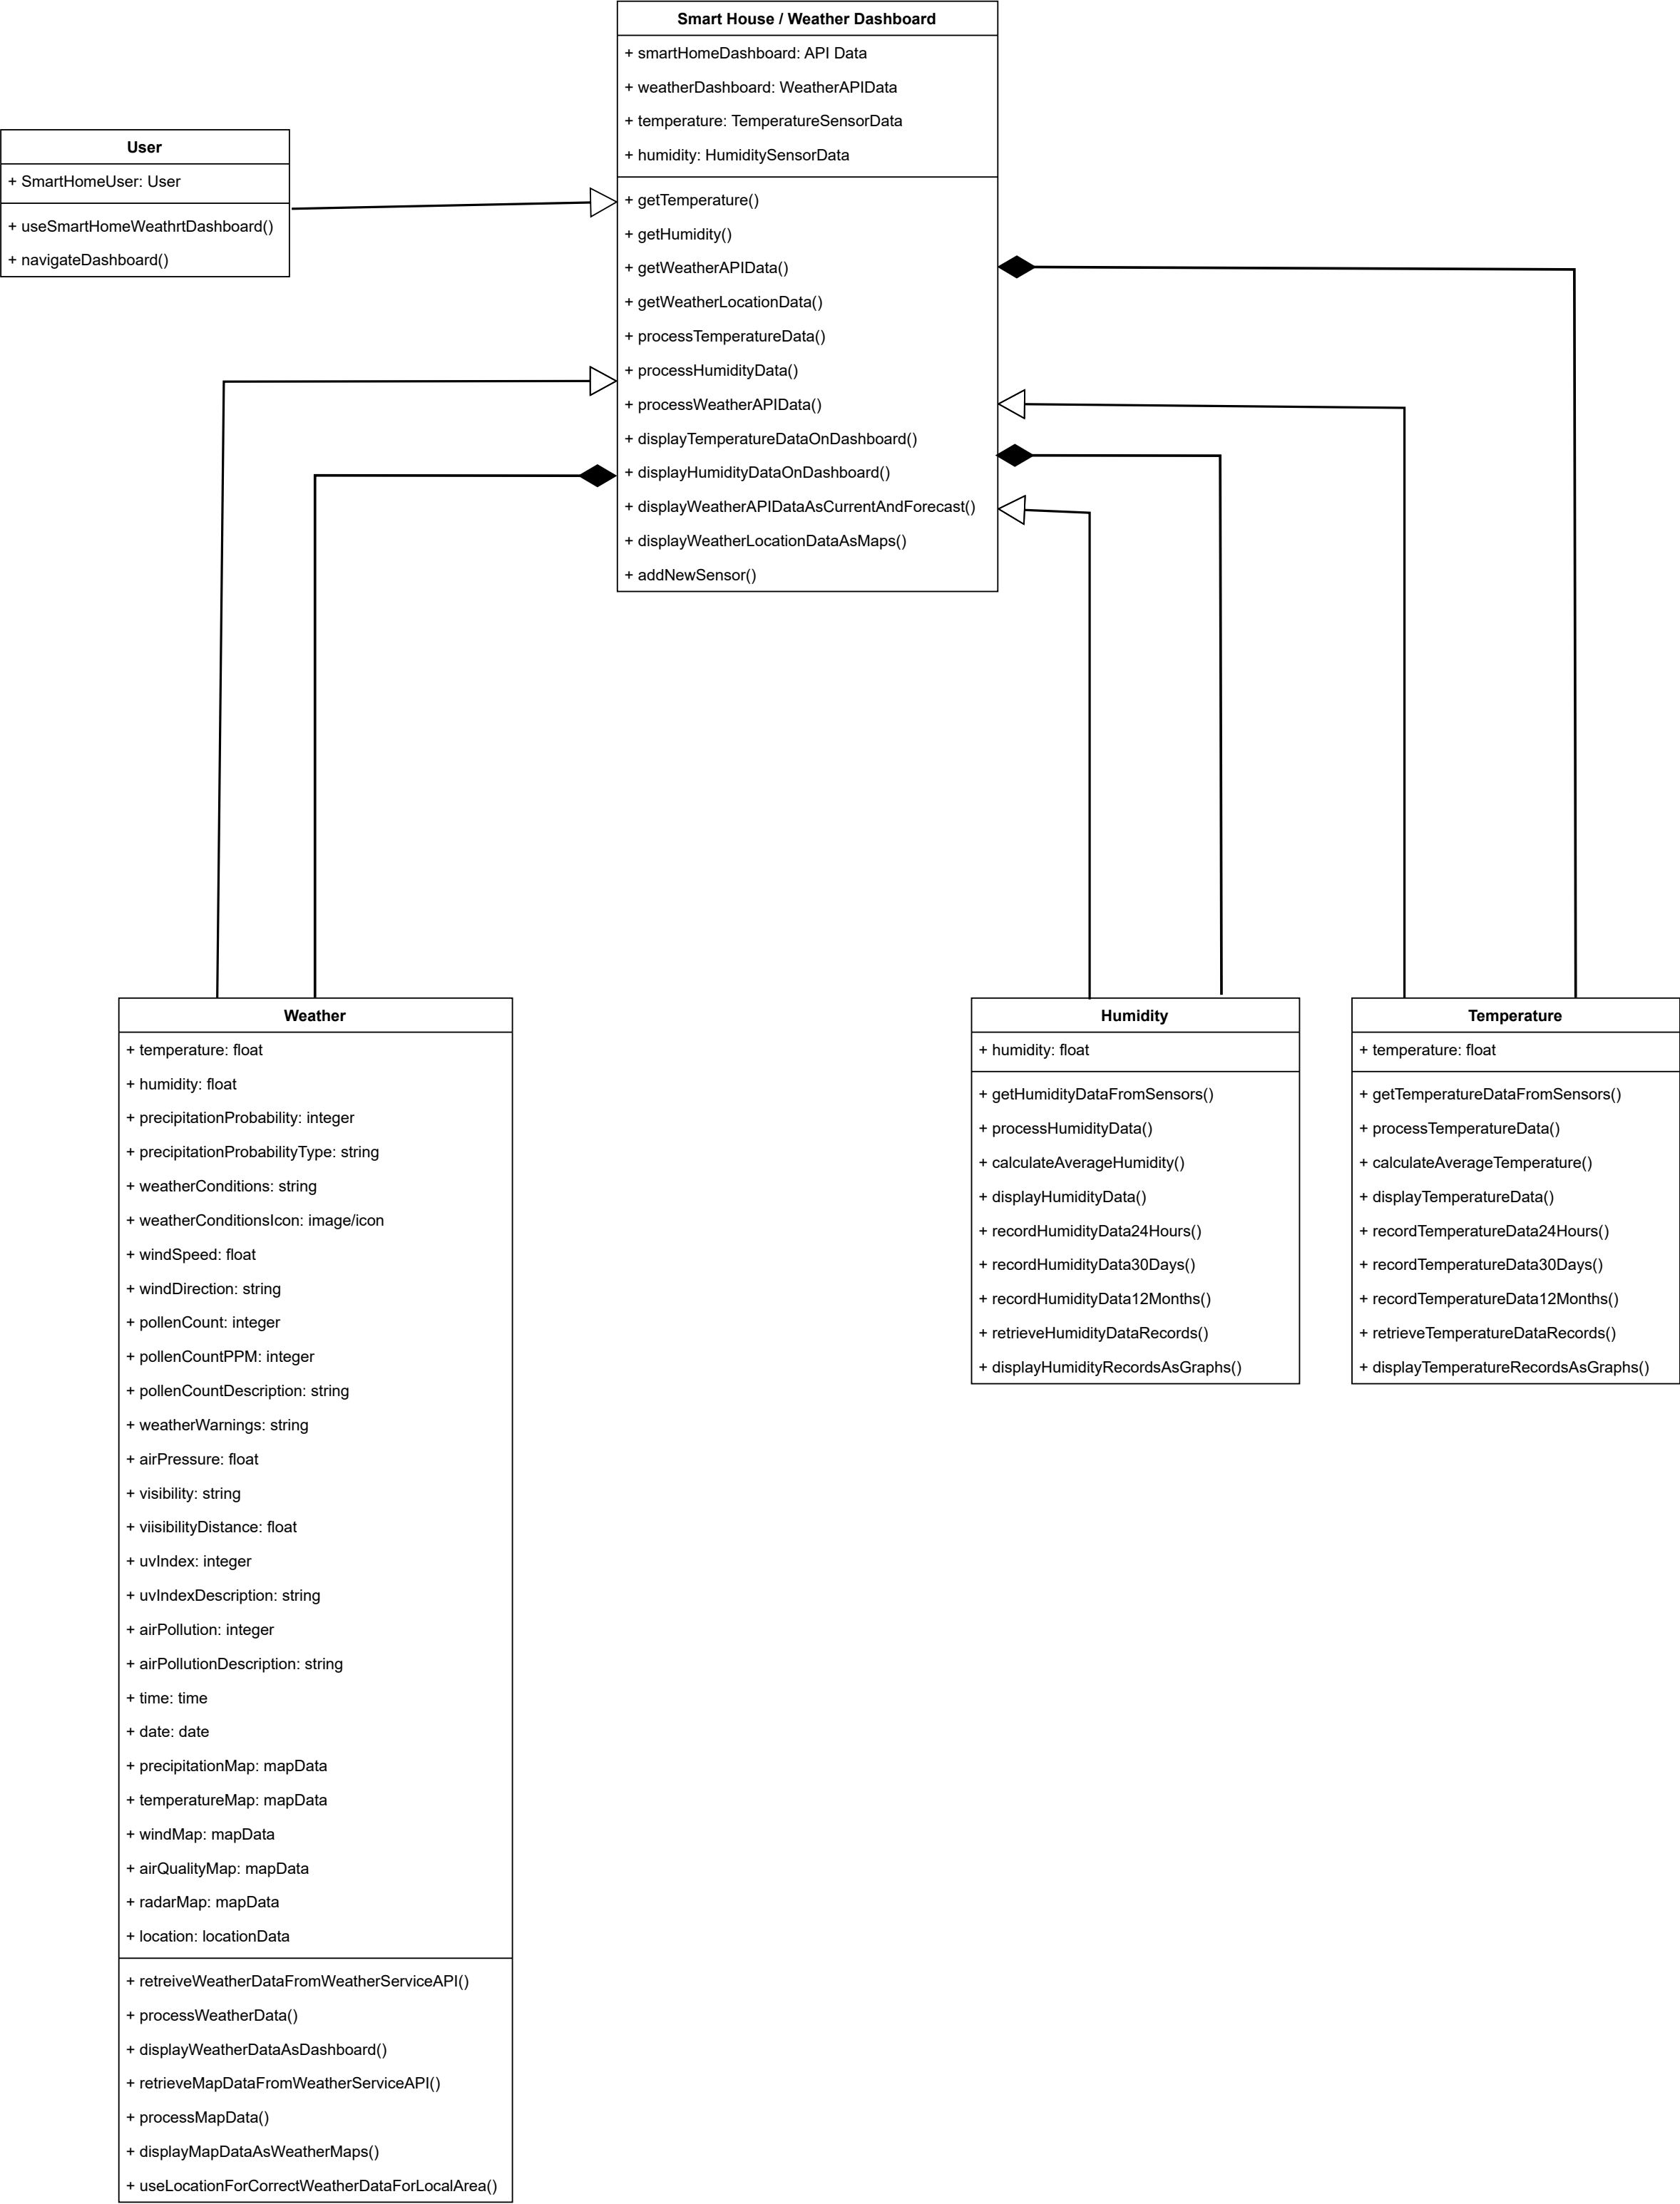 Smart House / Weather Dashboard
+ smartHomeDashboard: API Data
+ weatherDashboard: WeatherAPIData
+ temperature: TemperatureSensorData
+ humidity: HumiditySensorData
+ getTemperature()
+ getHumidity()
+ getWeatherAPIData()
+ getWeatherLocationData()
+ processTemperatureData()
+ processHumidityData()
+ processWeatherAPIData()
+ displayTemperatureDataOnDashboard()
+ displayHumidityDataOnDashboard()
+ displayWeatherAPIDataAsCurrentAndForecast()
+ displayWeatherLocationDataAsMaps()
+ addNewSensor()
User
+ SmartHomeUser: User
+ useSmartHomeWeathrtDashboard()
+ navigateDashboard()
Weather
+ temperature: float
+ humidity: float
+ precipitationProbability: integer
+ precipitationProbabilityType: string
+ weatherConditions: string
+ weatherConditionsIcon: image/icon
+ windSpeed: float
+ windDirection: string
+ pollenCount: integer
+ pollenCountPPM: integer
+ pollenCountDescription: string
+ weatherWarnings: string
+ airPressure: float
+ visibility: string
+ viisibilityDistance: float
+ uvIndex: integer
+ uvIndexDescription: string
+ airPollution: integer
+ airPollutionDescription: string
+ time: time
+ date: date
+ precipitationMap: mapData
+ temperatureMap: mapData
+ windMap: mapData
+ airQualityMap: mapData
+ radarMap: mapData
+ location: locationData
+ retreiveWeatherDataFromWeatherServiceAPI()
+ processWeatherData()
+ displayWeatherDataAsDashboard()
+ retrieveMapDataFromWeatherServiceAPI()
+ processMapData()
+ displayMapDataAsWeatherMaps()
+ useLocationForCorrectWeatherDataForLocalArea()
Humidity
+ humidity: float
+ getHumidityDataFromSensors()
+ processHumidityData()
+ calculateAverageHumidity()
+ displayHumidityData()
+ recordHumidityData24Hours()
+ recordHumidityData30Days()
+ recordHumidityData12Months()
+ retrieveHumidityDataRecords()
+ displayHumidityRecordsAsGraphs()
Temperature
+ temperature: float
+ getTemperatureDataFromSensors()
+ processTemperatureData()
+ calculateAverageTemperature()
+ displayTemperatureData()
+ recordTemperatureData24Hours()
+ recordTemperatureData30Days()
+ recordTemperatureData12Months()
+ retrieveTemperatureDataRecords()
+ displayTemperatureRecordsAsGraphs()